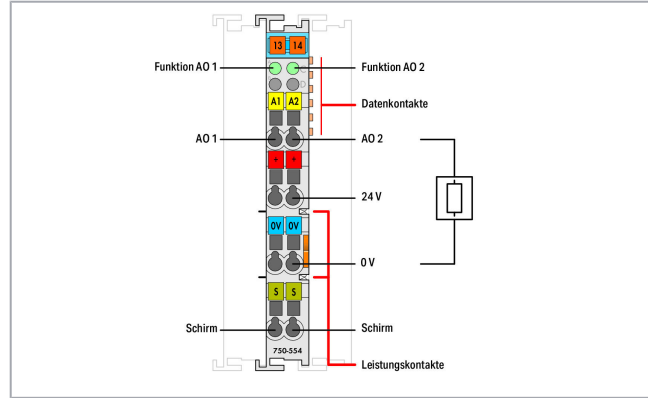 13 14
Funktion AO 1
Funktion AO 2
A1 A2
Datenkontakte
AO 1
AO 2
+ +
24 V
0V 0V
0 V
S S
Schirm
Schirm
750-554
Leistungskontakte